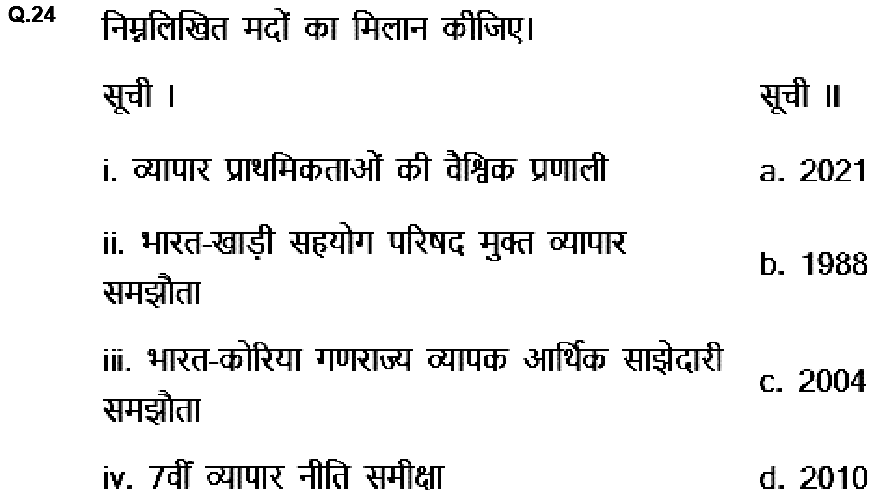 Q.24 निम्नलिखित मदों का मिलान कीजिए।
सूची I सूची II
i. व्यापार प्राथमिकताओं की वैश्विक प्रणाली a. 2021
ii. भारत-खाड़ी सहयोग परिषद मुक्त व्यापार
समझौता b. 1988
iii. भारत-कोरिया गणराज्य व्यापक आर्थिक साझेदारी
समझौता c. 2004
iv. 7वीं व्यापार नीति समीक्षा d. 2010